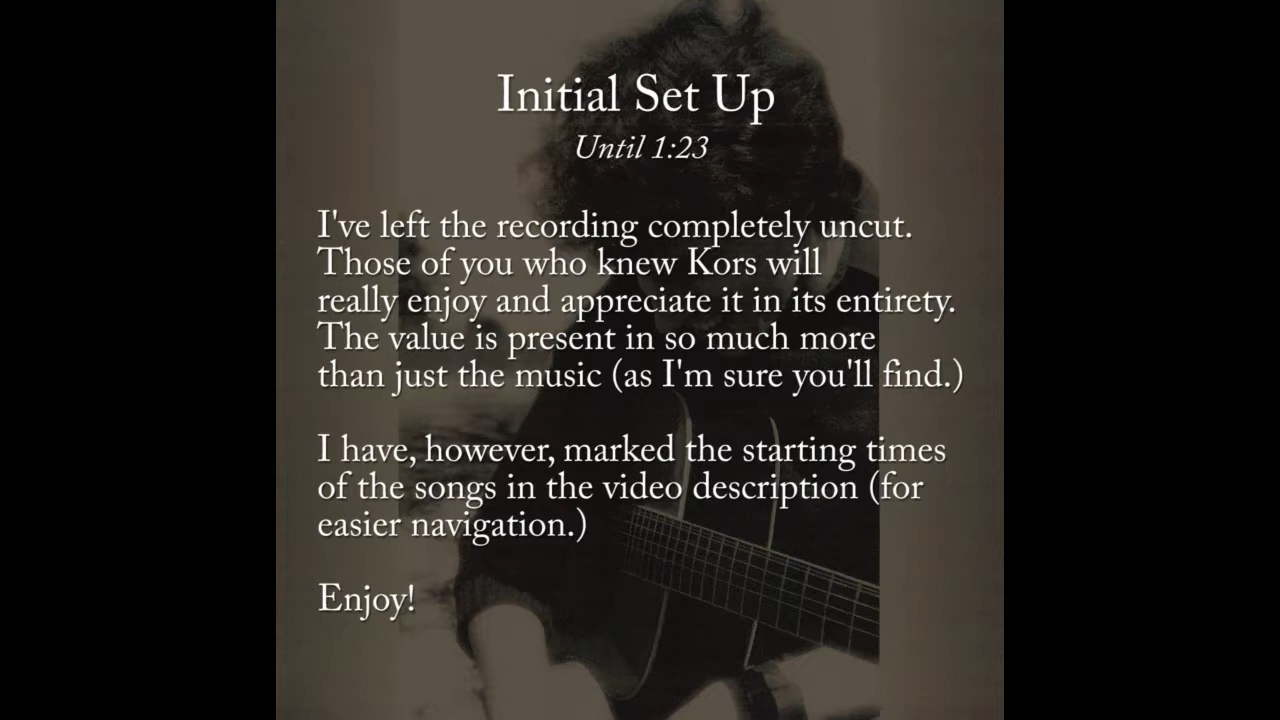 Initial Set Up
Until 1:23
I've left the recording completely uncut.
Those of you who knew Kors will
really enjoy and appreciate it in its entirety.
The value is present in so much more
than just the music (as I'm sure you'll find.)
I have, however, marked the starting times
of the songs in the video description (for
easier navigation.)
Enjoy!